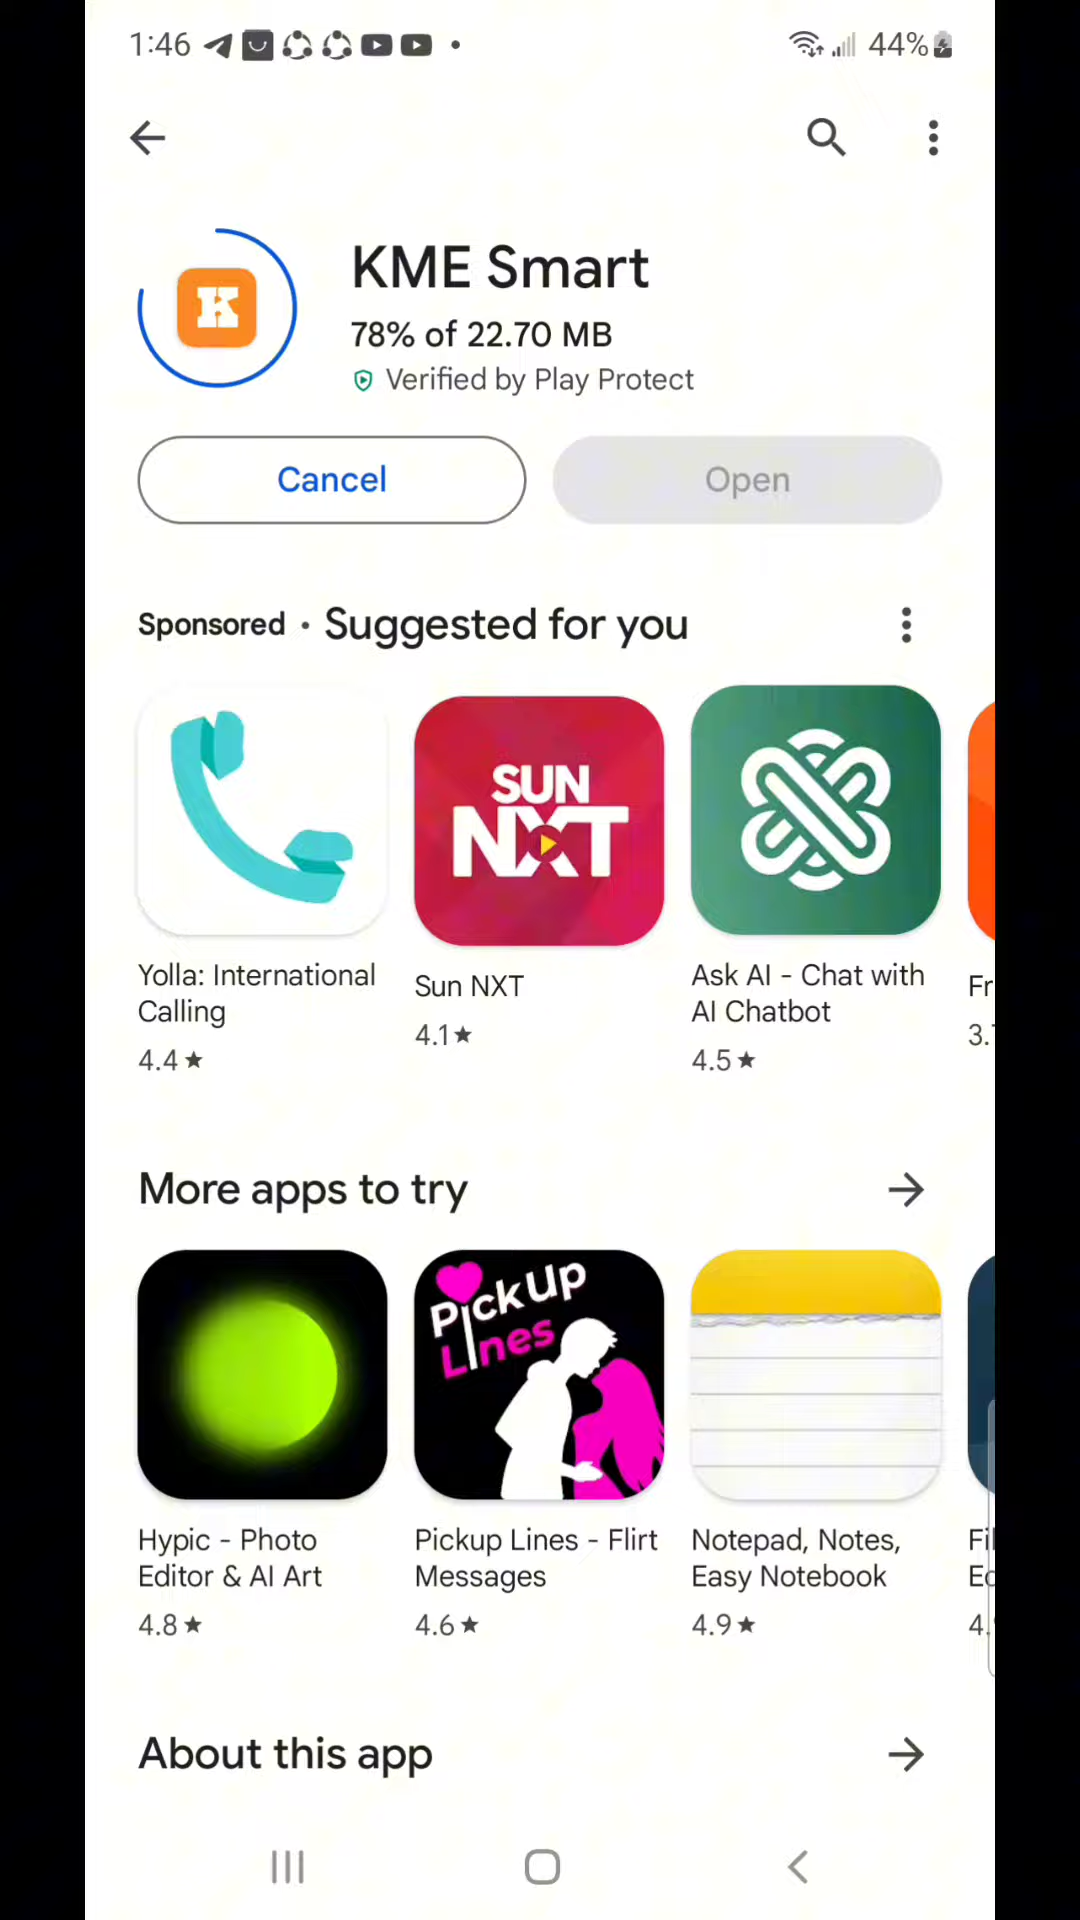 1:46
44%
KME Smart
78% of 22.70 MB
Verified by Play Protect
Cancel
Open
Sponsored • Suggested for you
SUN
NXT
Yolla: International
Calling
4.4★
Sun NXT
4.1★
Ask AI - Chat with
AI Chatbot
4.5★
Fr
3.
More apps to try
PickUp
Lines
Hypic - Photo
Editor & AI Art
4.8★
Pickup Lines - Flirt
Messages
4.6★
Notepad, Notes,
Easy Notebook
4.9★
Fil
4.
About this app